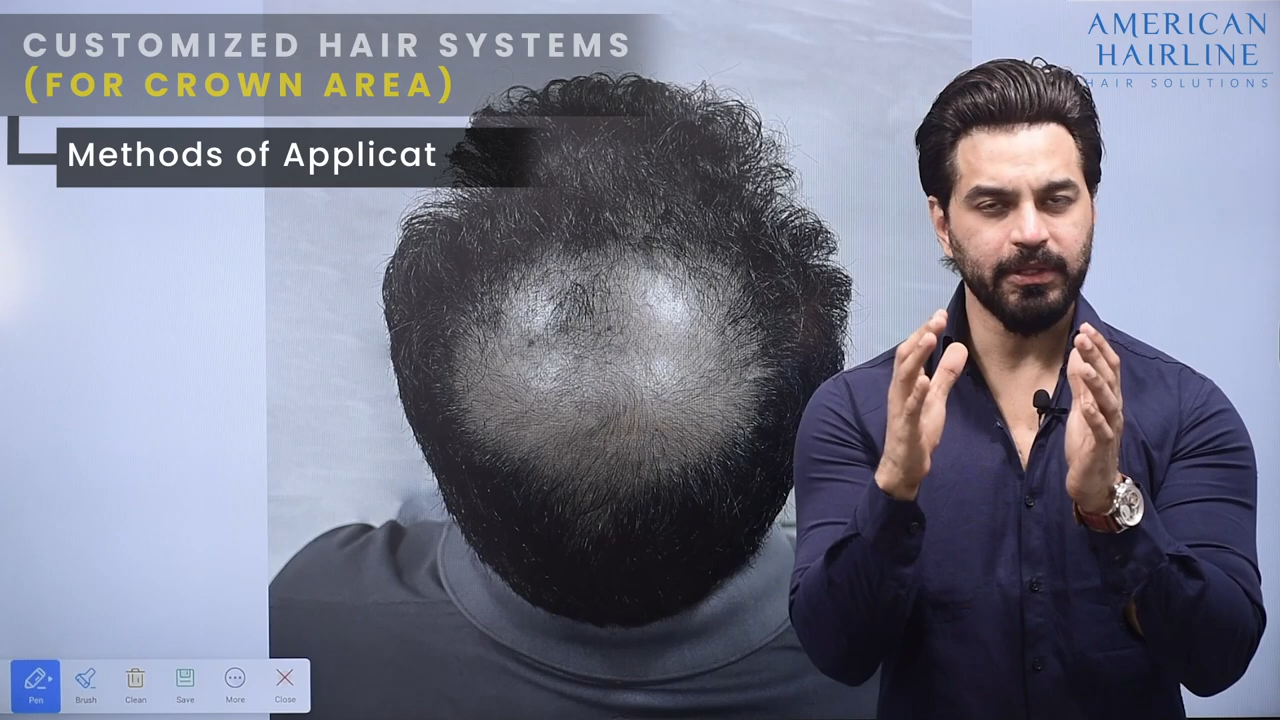 CUSTOMIZED HAIR SYSTEMS
(FOR CROWN AREA)
Methods of Applicat
AMERICAN
HAIRLINE
HAIR SOLUTIONS
Pen
Brush
Clean
Save
More
Close